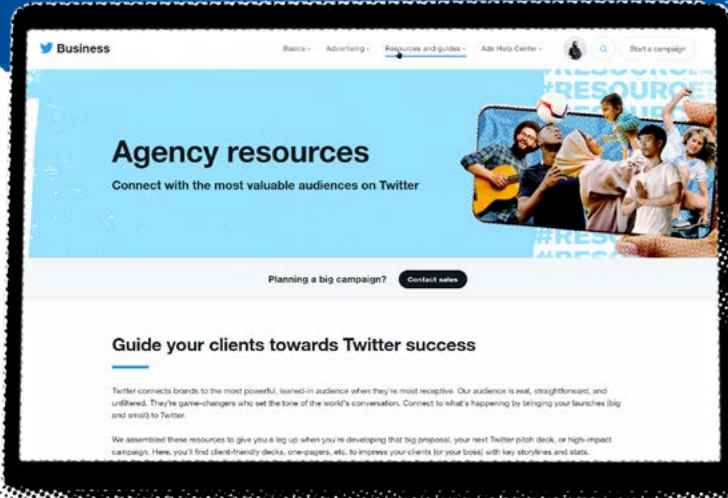 Business
Basics
Advertising
Resources and guides
Ads Help Center
Start a campaign
#RESOURC
#RES
Agency resources
Connect with the most valuable audiences on Twitter
Planning a big campaign?
Contact sales
Guide your clients towards Twitter success
Twitter connects brands to the most powerful, leaned-in audience when they're most receptive. Our audience is real, straightforward, and
unfiltered. They're game-changers who set the tone of the world's conversation. Connect to what's happening by bringing your launches (big
and small) to Twitter.
We assembled these resources to give you a leg up when you're developing that big proposal, your next Twitter pitch deck, or high-impact
campaign. Here, you'll find client-friendly decks, one-pagers, etc. to impress your clients (or your boss) with key storylines and stats.